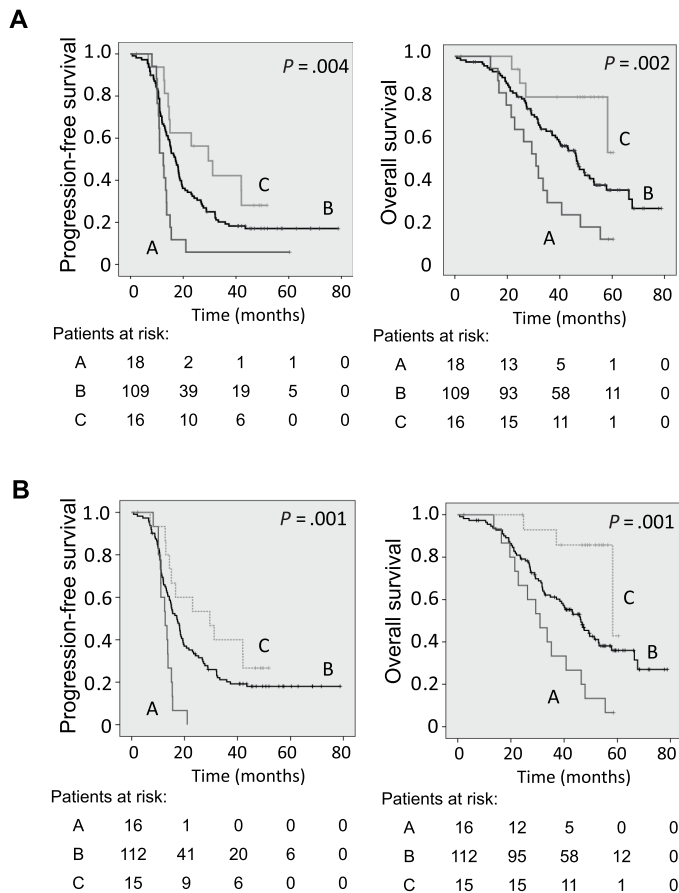 A
Progression-free survival
1.0
0.8
0.6
0.4
0.2
0
P = .004
A
B
C
0 20 40 60 80
Time (months)
Patients at risk:
A 18 2 1 1 0
B 109 39 19 5 0
C 16 10 6 0 0
Overall survival
1.0
0.8
0.6
0.4
0.2
0
P = .002
C
B
A
0 20 40 60 80
Time (months)
Patients at risk:
A 18 13 5 1 0
B 109 93 58 11 0
C 16 15 11 1 0
B
Progression-free survival
1.0
0.8
0.6
0.4
0.2
0
P = .001
C
B
A
0 20 40 60 80
Time (months)
Patients at risk:
A 16 1 0 0 0
B 112 41 20 6 0
C 15 9 6 0 0
Overall survival
1.0
0.8
0.6
0.4
0.2
0
P = .001
C
B
A
0 20 40 60 80
Time (months)
Patients at risk:
A 16 12 5 0 0
B 112 95 58 12 0
C 15 15 11 1 0